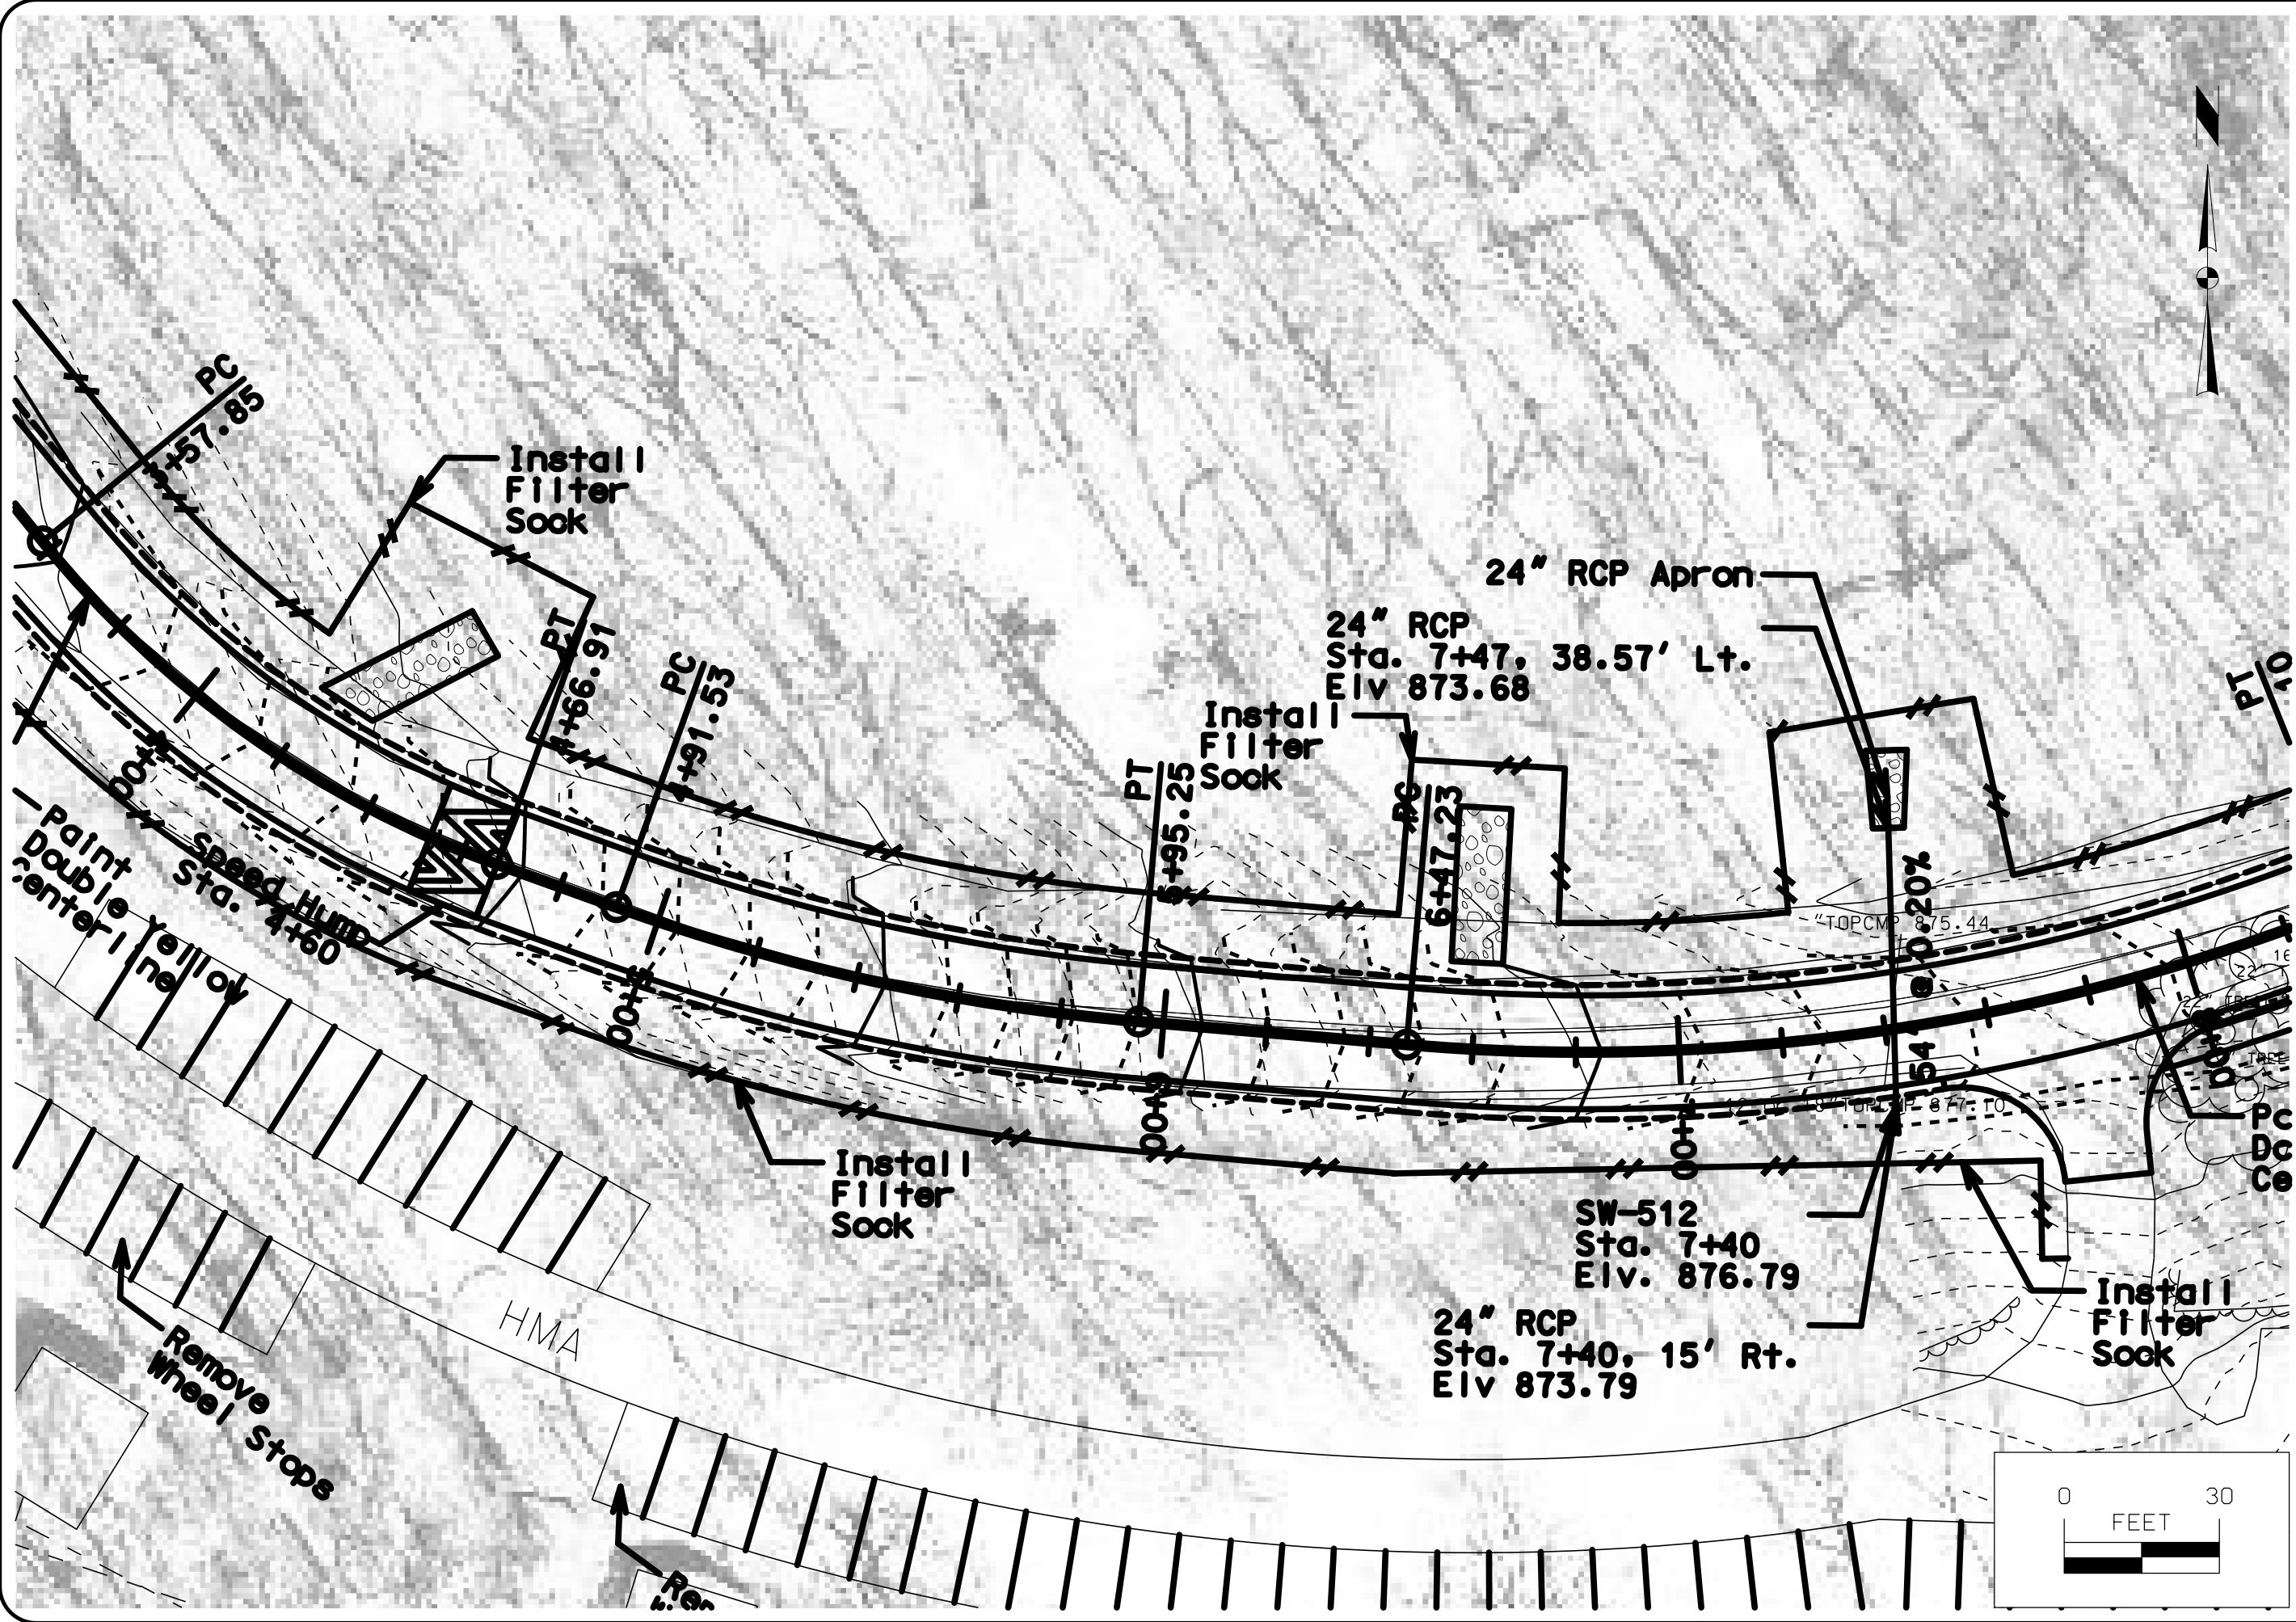 PC
3+57.85
Install
Filter
Sock
PT
4+66.91
PC
4+91.53
24" RCP Apron
24" RCP
Sta. 7+47, 38.57' Lt.
Elv 873.68
Install
Filter
Sock
PT
5+95.25
PC
6+47.23
PT
Paint
Double Yellow
Centerline
Speed Hump
Sta. 4+60
5+00
6+00
"TOPCMP 875.44
54' @ 0.20%
22"
"TOPCMP 877.10
TREE
Install
Filter
Sock
SW-512
Sta. 7+40
Elv. 876.79
24" RCP
Sta. 7+40, 15' Rt.
Elv 873.79
Install
Filter
Sock
HMA
Remove
Wheel Stops
0 30
FEET